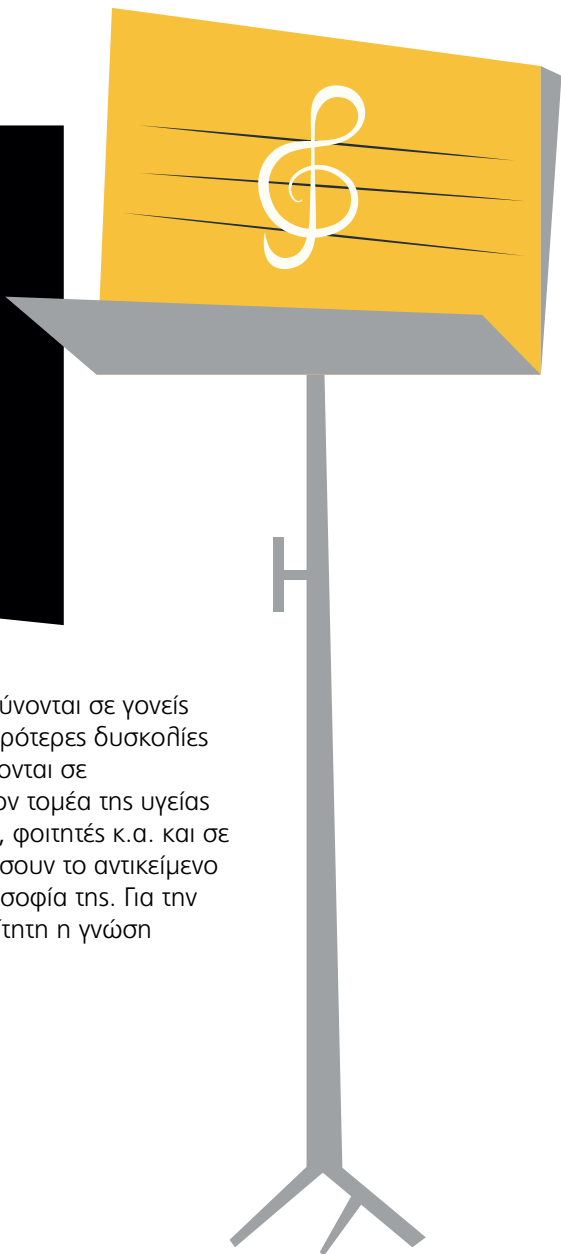 ύνονται σε γονείς
ρότερες δυσκολίες
ονται σε
ον τομέα της υγείας
, φοιτητές κ.α. και σε
σουν το αντικείμενο
σοφία της. Για την
ίτητη η γνώση